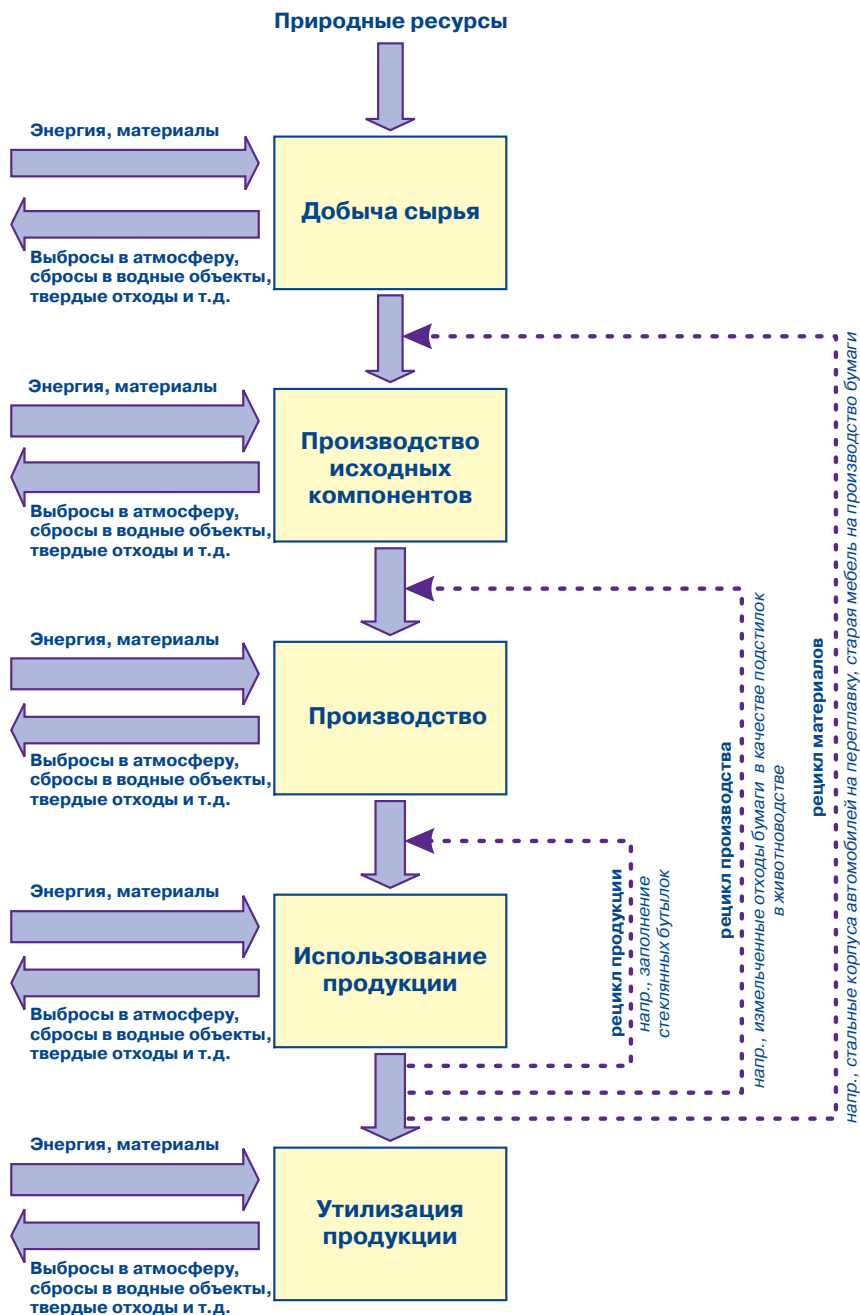 Природные ресурсы
Энергия, материалы
Добыча сырья
Выбросы в атмосферу,
сбросы в водные объекты,
твердые отходы и т.д.
Энергия, материалы
Производство
исходных
компонентов
Выбросы в атмосферу,
сбросы в водные объекты,
твердые отходы и т.д.
Энергия, материалы
Производство
Выбросы в атмосферу,
сбросы в водные объекты,
твердые отходы и т.д.
Энергия, материалы
Использование
продукции
Выбросы в атмосферу,
сбросы в водные объекты,
твердые отходы и т.д.
Энергия, материалы
Утилизация
продукции
Выбросы в атмосферу,
сбросы в водные объекты,
твердые отходы и т.д.
рецикл продукции
напр., заполнение
стеклянных бутылок
рецикл производства
напр., измельченные отходы бумаги в качестве подстилок
в животноводстве
рецикл материалов
напр., стальные корпуса автомобилей на переплавку, старая мебель на производство бумаги